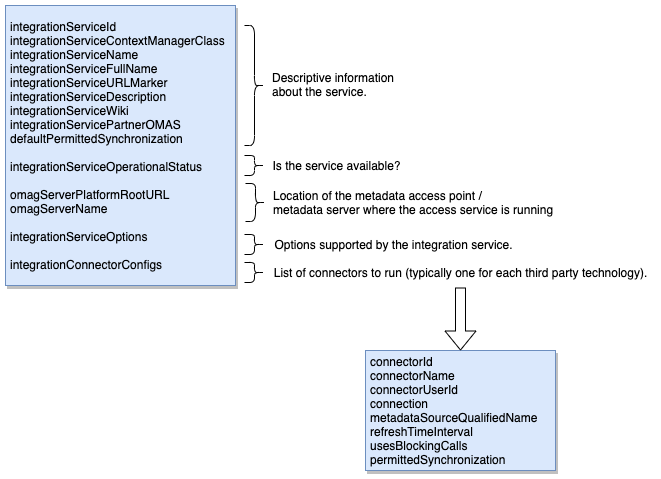 integrationServiceId
integrationServiceContextManagerClass
integrationServiceName
integrationServiceFullName
integrationServiceURLMarker
integrationServiceDescription
integrationServiceWiki
integrationServicePartnerOMAS
defaultPermittedSynchronization
Descriptive information
about the service.
integrationServiceOperationalStatus
Is the service available?
omagServerPlatformRootURL
omagServerName
Location of the metadata access point /
metadata server where the access service is running
integrationServiceOptions
Options supported by the integration service.
integrationConnectorConfigs
List of connectors to run (typically one for each third party technology).
connectorId
connectorName
connectorUserId
connection
metadataSourceQualifiedName
refreshTimeInterval
usesBlockingCalls
permittedSynchronization